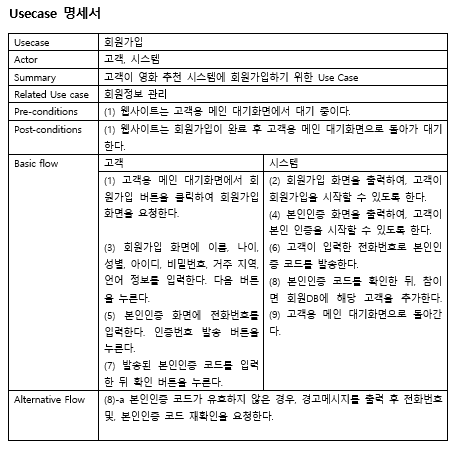 Usecase 명세서
Usecase 회원가입
Actor 고객, 시스템
Summary 고객이 영화 추천 시스템에 회원가입하기 위한 Use Case
Related Use case 회원정보 관리
Pre-conditions (1) 웹사이트는 고객용 메인 대기화면에서 대기 중이다.
Post-conditions (1) 웹사이트는 회원가입이 완료 후 고객용 메인 대기화면으로 돌아가 대기
한다.
Basic flow 고객 시스템
(1) 고객용 메인 대기화면에서 회
원가입 버튼을 클릭하여 회원가입
화면을 요청한다.
(3) 회원가입 화면에 이름, 나이,
성별, 아이디, 비밀번호, 거주 지역,
언어 정보를 입력한다. 다음 버튼
을 누른다.
(5) 본인인증 화면에 전화번호를
입력한다. 인증번호 발송 버튼을
누른다.
(7) 발송된 본인인증 코드를 입력
한 뒤 확인 버튼을 누른다.
(2) 회원가입 화면을 출력하여, 고객이
회원가입을 시작할 수 있도록 한다.
(4) 본인인증 화면을 출력하여, 고객이
본인 인증을 시작할 수 있도록 한다.
(6) 고객이 입력한 전화번호로 본인인
증 코드를 발송한다.
(8) 본인인증 코드를 확인한 뒤, 참이
면 회원DB에 해당 고객을 추가한다.
(9) 고객용 메인 대기화면으로 돌아간
다.
Alternative Flow (8)-a 본인인증 코드가 유효하지 않은 경우, 경고메시지를 출력 후 전화번호
및, 본인인증 코드 재확인을 요청한다.